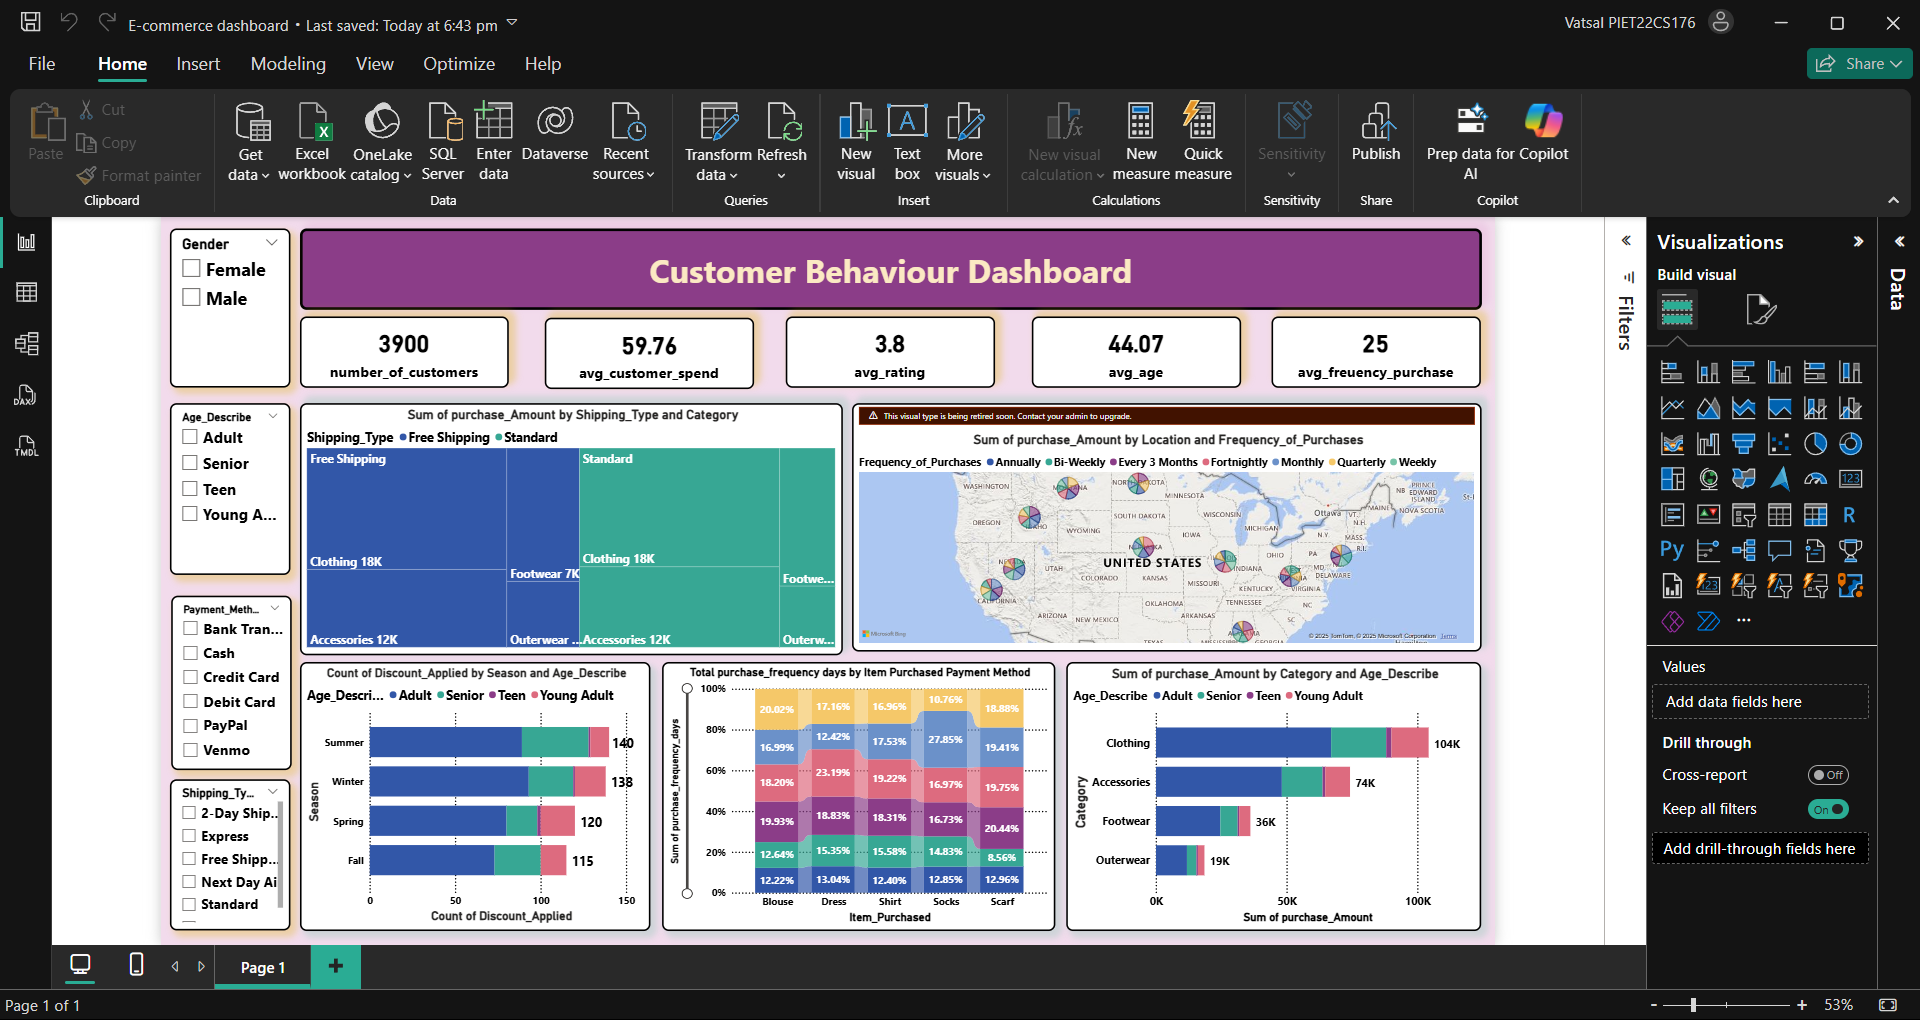 E-commerce dashboard • Last saved: Today at 6:43 pm
Vatsal PIET22CS176
File Home Insert Modeling View Optimize Help
Share
Paste
Cut
Copy
Format painter
Clipboard
Get data
Excel workbook
OneLake catalog
SQL Server
Enter data
Dataverse
Recent sources
Data
Transform data
Refresh
Queries
New visual
Text box
More visuals
Insert
New visual calculation
New measure
Quick measure
Calculations
Sensitivity
Sensitivity
Publish
Share
Prep data for AI
Copilot
Copilot
Gender
Female
Male
Customer Behaviour Dashboard
3900
number_of_customers
59.76
avg_customer_spend
3.8
avg_rating
44.07
avg_age
25
avg_freuency_purchase
Age_Describe
Adult
Senior
Teen
Young A...
Payment_Meth...
Bank Tran...
Cash
Credit Card
Debit Card
PayPal
Venmo
Shipping_Ty...
2-Day Ship...
Express
Free Shipp...
Next Day Ai
Standard
Sum of purchase_Amount by Shipping_Type and Category
Shipping_Type Free Shipping Standard
Free Shipping
Clothing 18K
Accessories 12K
Footwear 7K
Outerwear ...
Standard
Clothing 18K
Accessories 12K
Footwe...
Outerw...
This visual type is being retired soon. Contact your admin to upgrade.
Sum of purchase_Amount by Location and Frequency_of_Purchases
Frequency_of_Purchases Annually Bi-Weekly Every 3 Months Fortnightly Monthly Quarterly Weekly
WASHINGTON
MINNESOTA
OREGON
SOUTH DAKOTA
WISCONSIN
MICHIGAN
Ottawa
VT.
N.H.
MAINE
NB
PRINCE EDWARD ISLAND
NOVA SCOTIA
St-
WYOMING
IOWA
N.Y.
MASS.
R.I.
UNITED STATES
UTAH
COLORADO
KANSAS
MISSOURI
INDIANA
OHIO
PA
MD
DELAWARE
KENTUCKY
VIRGINIA
CALIFORNIA
ARIZONA
NEW MEXICO
OKLAHOMA
ARKANSAS
TENNESSEE
NC
SC
TEXAS
Microsoft Bing
© 2025 TomTom, © 2025 Microsoft Corporation Terms
Count of Discount_Applied by Season and Age_Describe
Age_Descri... Adult Senior Teen Young Adult
Season
Summer 140
Winter 138
Spring 120
Fall 115
0 50 100 150
Count of Discount_Applied
Total purchase_frequency days by Item Purchased Payment Method
Sum of purchase_frequency_days
100%
80%
60%
40%
20%
0%
20.02% 17.16% 16.96% 10.76% 18.88%
16.99% 12.42% 17.53% 27.85% 19.41%
18.20% 23.19% 19.22% 16.97% 19.75%
19.93% 18.83% 18.31% 16.73% 20.44%
12.64% 15.35% 15.58% 14.83% 8.56%
12.22% 13.04% 12.40% 12.85% 12.96%
Blouse Dress Shirt Socks Scarf
Item_Purchased
Sum of purchase_Amount by Category and Age_Describe
Age_Describe Adult Senior Teen Young Adult
Category
Clothing 104K
Accessories 74K
Footwear 36K
Outerwear 19K
0K 50K 100K
Sum of purchase_Amount
Filters
Visualizations
Build visual
123
R
Py
Values
Add data fields here
Drill through
Cross-report Off
Keep all filters On
Add drill-through fields here
Data
DAX
TMDL
Page 1
Page 1 of 1
- + 53%